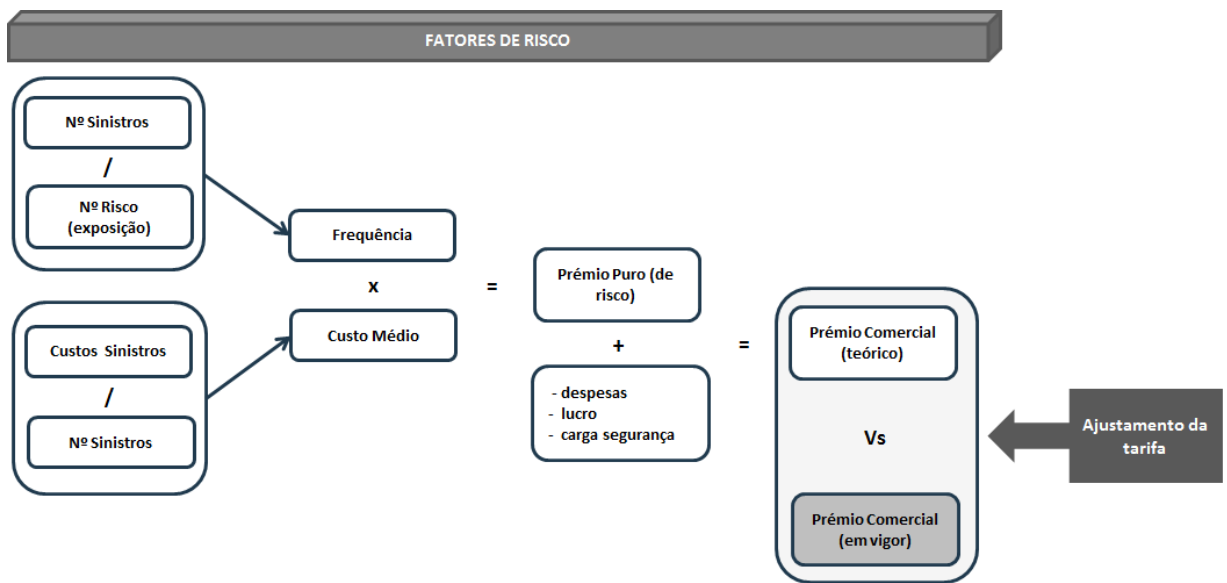 FATORES DE RISCO
Nº Sinistros
/
Nº Risco
(exposição)
Frequência
x
Custo Médio
Custos Sinistros
/
Nº Sinistros
=
Prémio Puro (de
risco)
+
- despesas
- lucro
- carga segurança
=
Prémio Comercial
(teórico)
Vs
Prémio Comercial
(em vigor)
Ajustamento da
tarifa